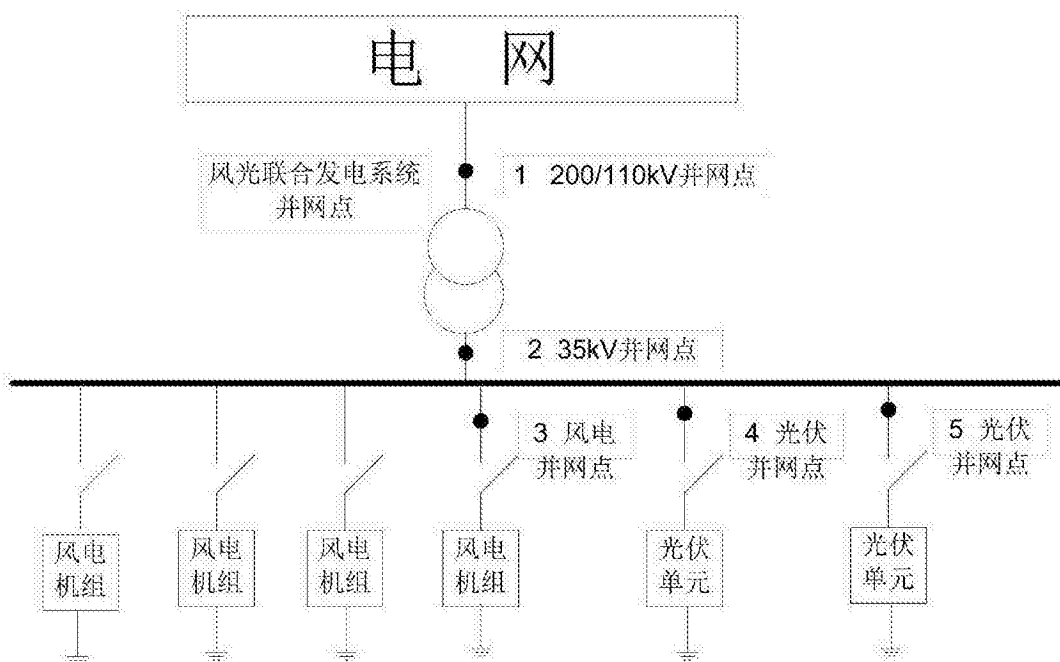 电 网
风光联合发电系统
并网点
1 200/110kV并网点
2 35kV并网点
3 风电
并网点
4 光伏
并网点
5 光伏
并网点
风电
机组
风电
机组
风电
机组
风电
机组
光伏
单元
光伏
单元